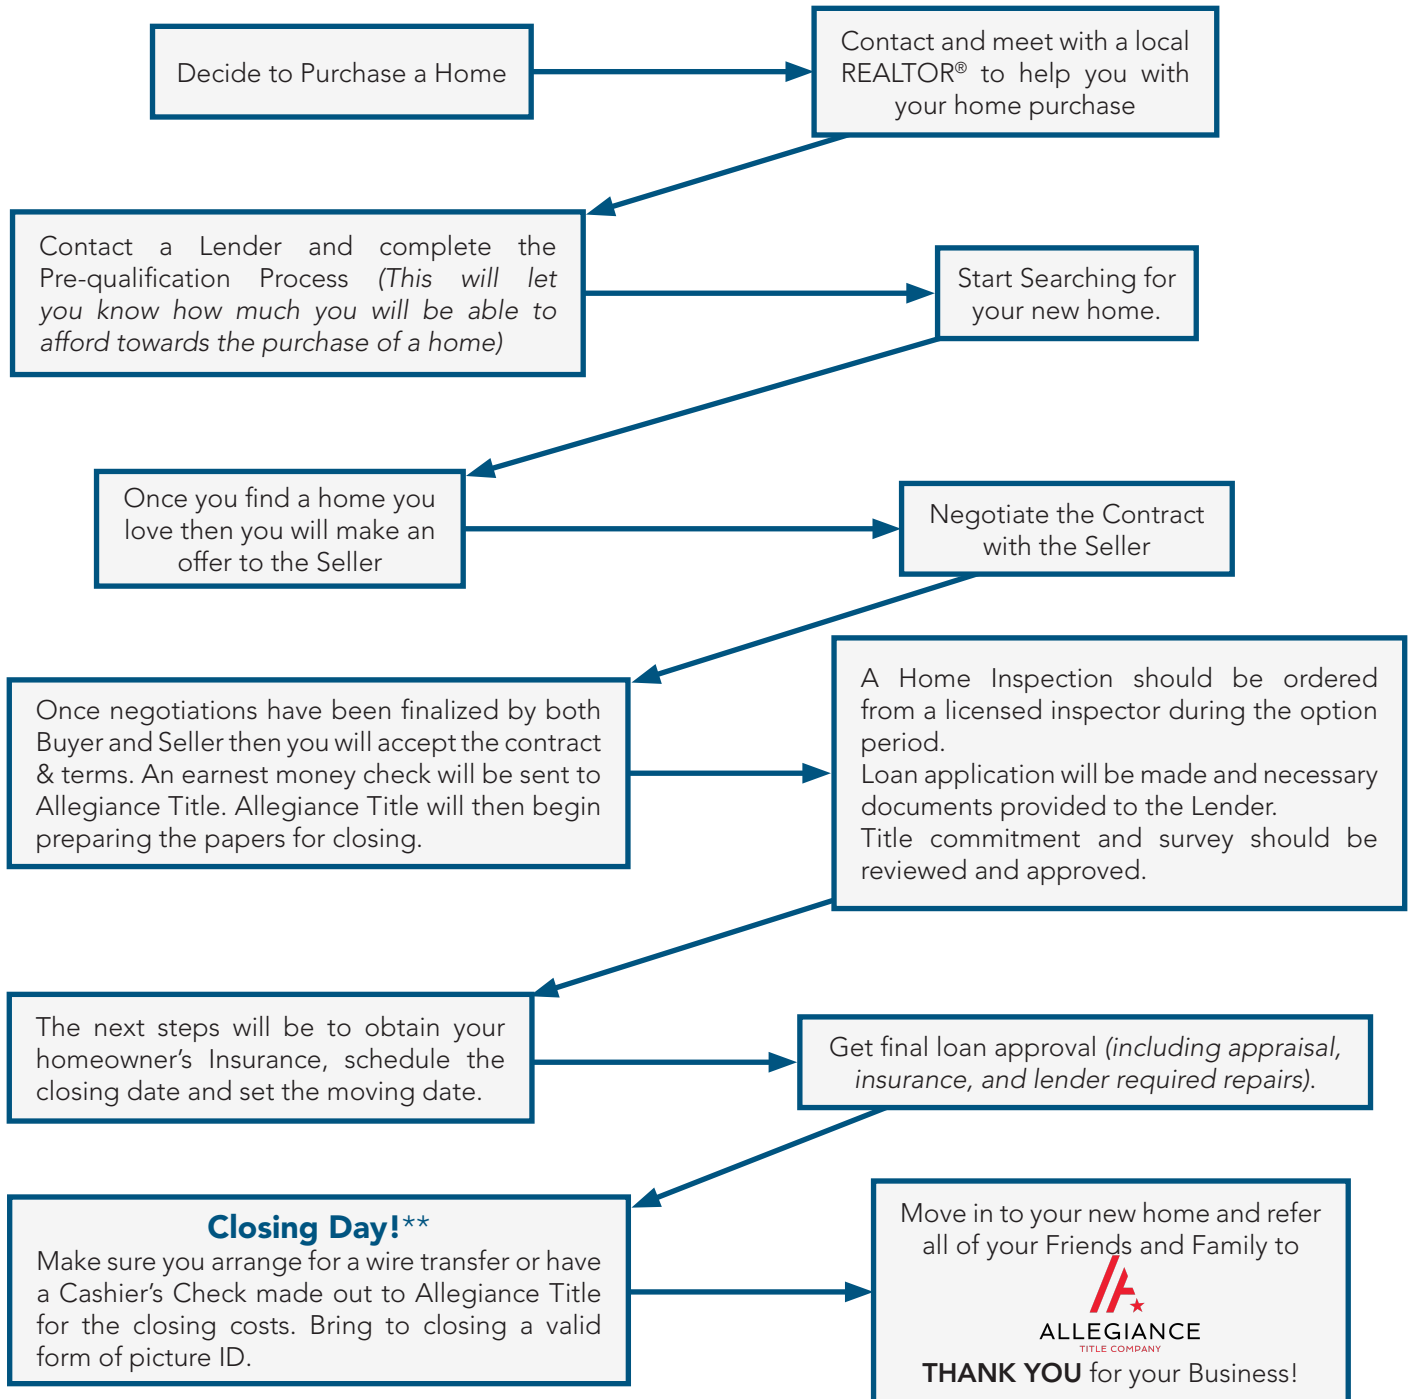 Decide to Purchase a Home
Contact and meet with a local
REALTOR® to help you with
your home purchase
Contact a Lender and complete the
Pre-qualification Process (This will let
you know how much you will be able to
afford towards the purchase of a home)
Start Searching for
your new home.
Once you find a home you
love then you will make an
offer to the Seller
Negotiate the Contract
with the Seller
Once negotiations have been finalized by both
Buyer and Seller then you will accept the contract
& terms. An earnest money check will be sent to
Allegiance Title. Allegiance Title will then begin
preparing the papers for closing.
A Home Inspection should be ordered
from a licensed inspector during the option
period.
Loan application will be made and necessary
documents provided to the Lender.
Title commitment and survey should be
reviewed and approved.
The next steps will be to obtain your
homeowner's Insurance, schedule the
closing date and set the moving date.
Get final loan approval (including appraisal,
insurance, and lender required repairs).
Closing Day!**
Make sure you arrange for a wire transfer or have
a Cashier's Check made out to Allegiance Title
for the closing costs. Bring to closing a valid
form of picture ID.
Move in to your new home and refer
all of your Friends and Family to
ALLEGIANCE
TITLE COMPANY
THANK YOU for your Business!